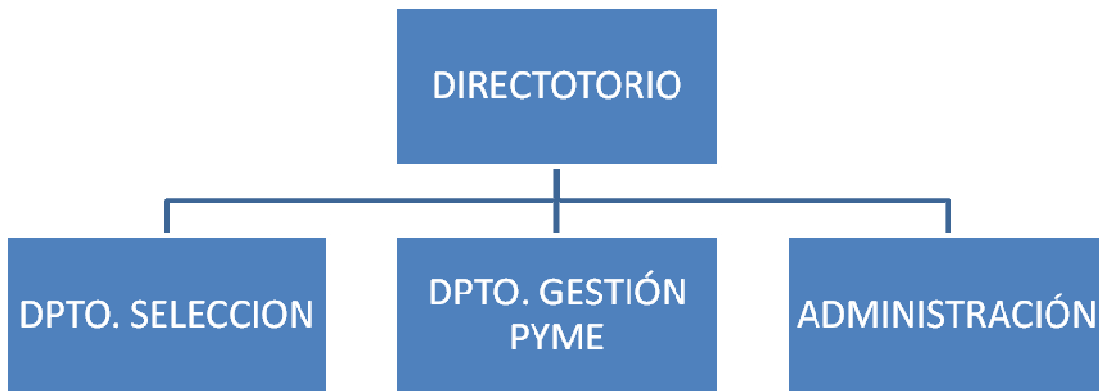 DIRECTOTORIO
DPTO. SELECCION
DPTO. GESTIÓN
PYME
ADMINISTRACIÓN